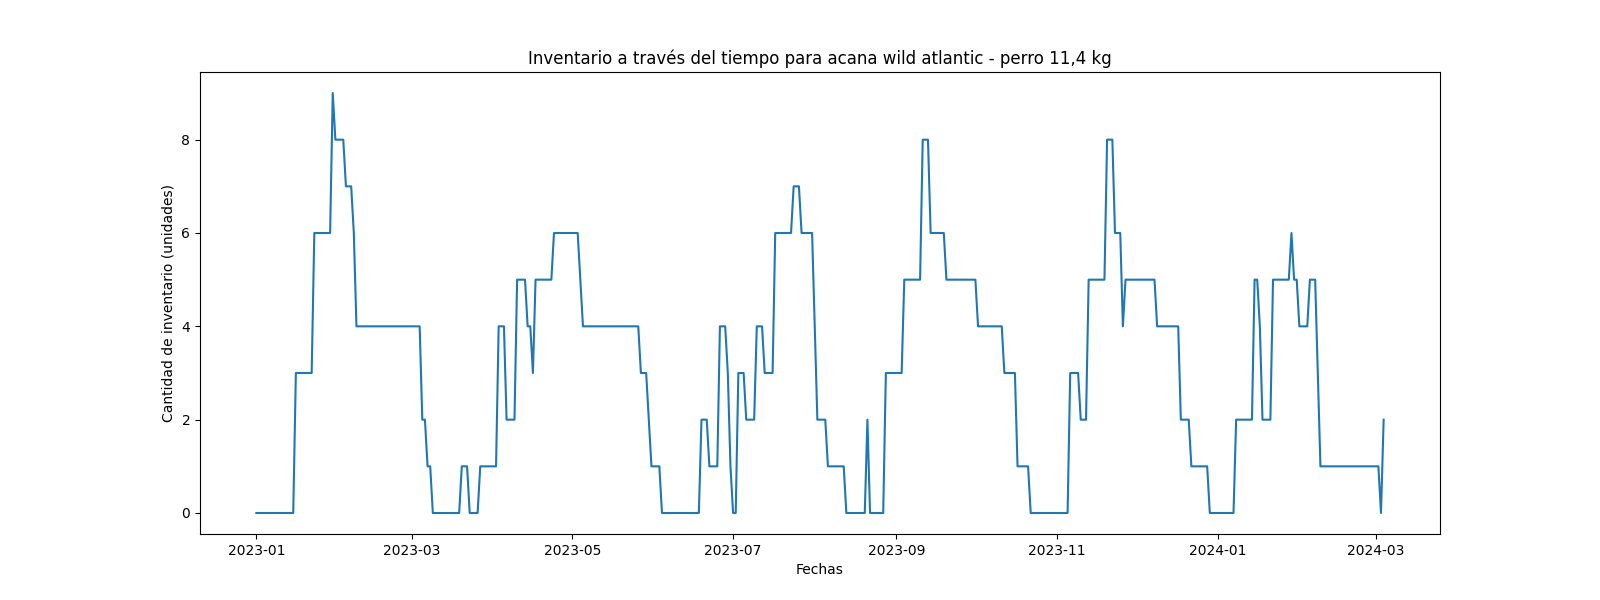 Inventario a través del tiempo para acana wild atlantic - perro 11,4 kg
Cantidad de inventario (unidades)
8
6
4
2
0
2023-01 2023-03 2023-05 2023-07 2023-09 2023-11 2024-01 2024-03
Fechas